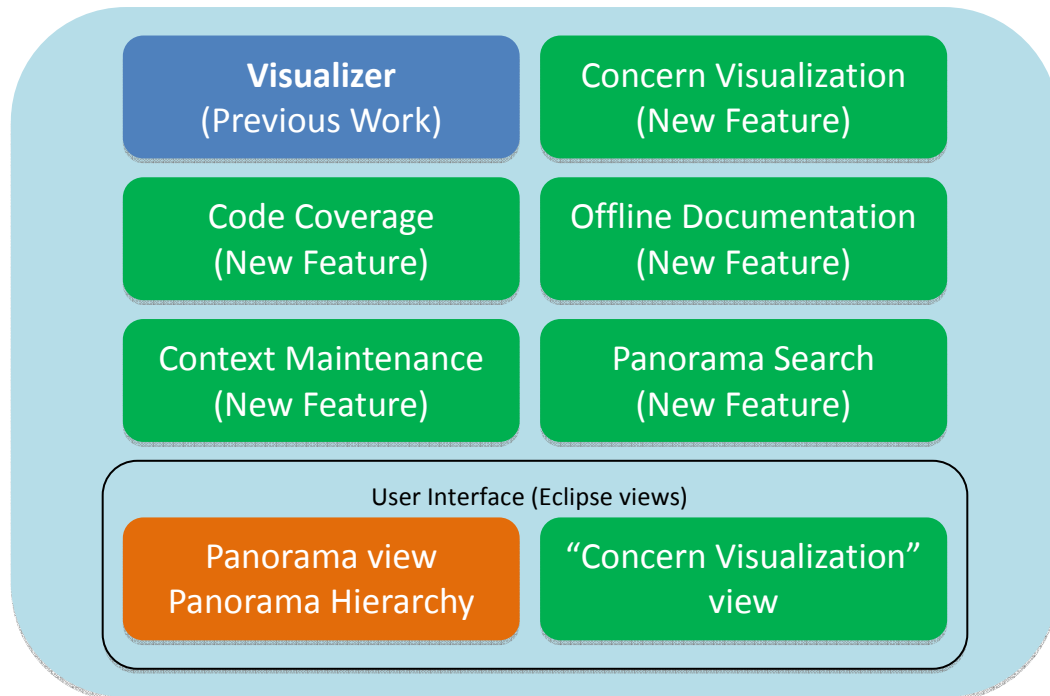 Visualizer
(Previous Work)
Concern Visualization
(New Feature)
Code Coverage
(New Feature)
Offline Documentation
(New Feature)
Context Maintenance
(New Feature)
Panorama Search
(New Feature)
User Interface (Eclipse views)
Panorama view
Panorama Hierarchy
“Concern Visualization”
view